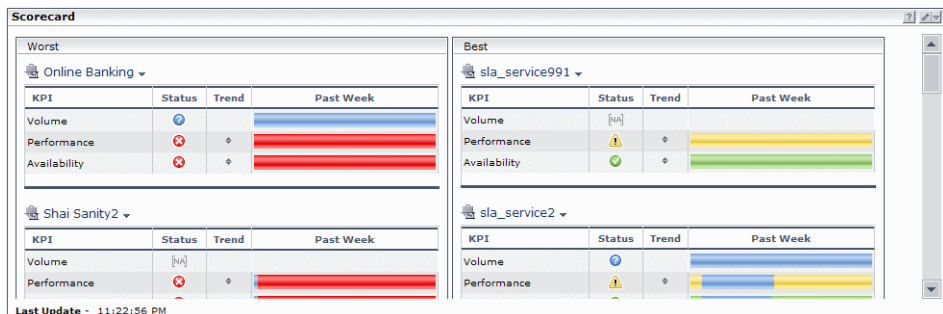 Scorecard
?
Worst
Online Banking
KPI Status Trend Past Week
Volume ?
Performance
Availability
Shai Sanity2
KPI Status Trend Past Week
Volume [NA]
Performance
Best
sla_service991
KPI Status Trend Past Week
Volume [NA]
Performance
Availability
sla_service2
KPI Status Trend Past Week
Volume ?
Performance
Last Update - 11:22:56 PM